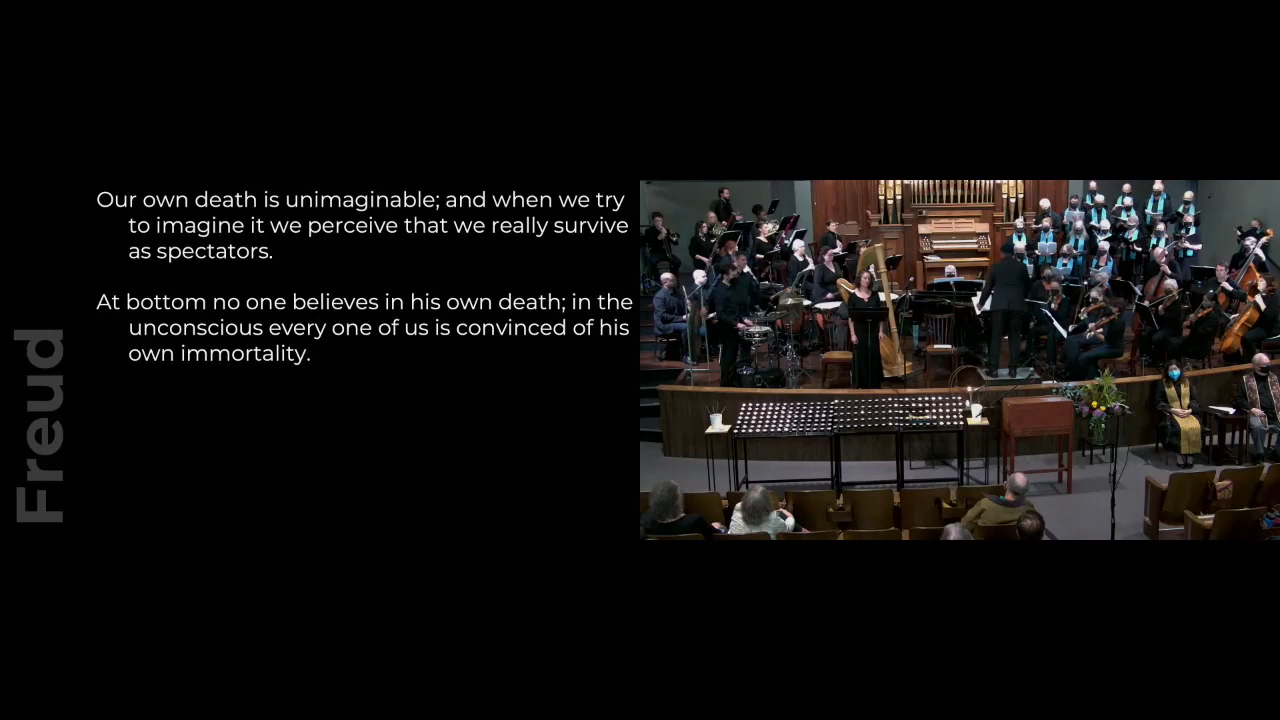 Freud
Our own death is unimaginable; and when we try
to imagine it we perceive that we really survive
as spectators.
At bottom no one believes in his own death; in the
unconscious every one of us is convinced of his
own immortality.